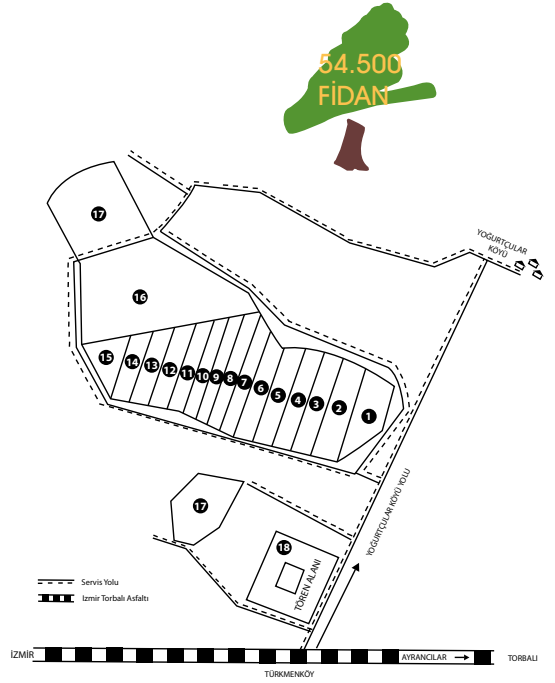 54.500
FİDAN
YOĞURTÇULAR
KÖYÜ
17
16
15
14
13
12
11
10
9
8
7
6
5
4
3
2
1
17
18
TÖREN ALANI
YOĞURTÇULAR KÖYÜ YOLU
Servis Yolu
Izmir Torbalı Asfaltı
İZMİR
AYRANCILAR
TORBALI
TÜRKMENKÖY